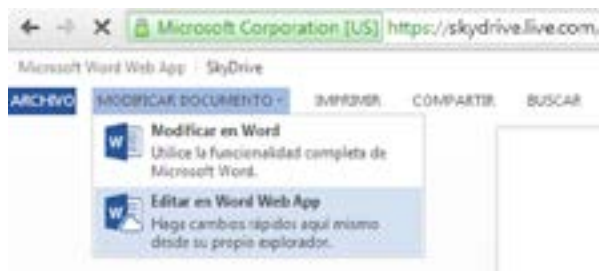 Microsoft Corporation [US] https://skydrive.live.com
Microsoft Word Web App SkyDrive
ARCHIVO MODIFICAR DOCUMENTO IMPRIMIR COMPARTIR BUSCAR
Modificar en Word
Utilice la funcionalidad completa de
Microsoft Word.
Editar en Word Web App
Haga cambios rápidos aquí mismo
desde su propio explorador.